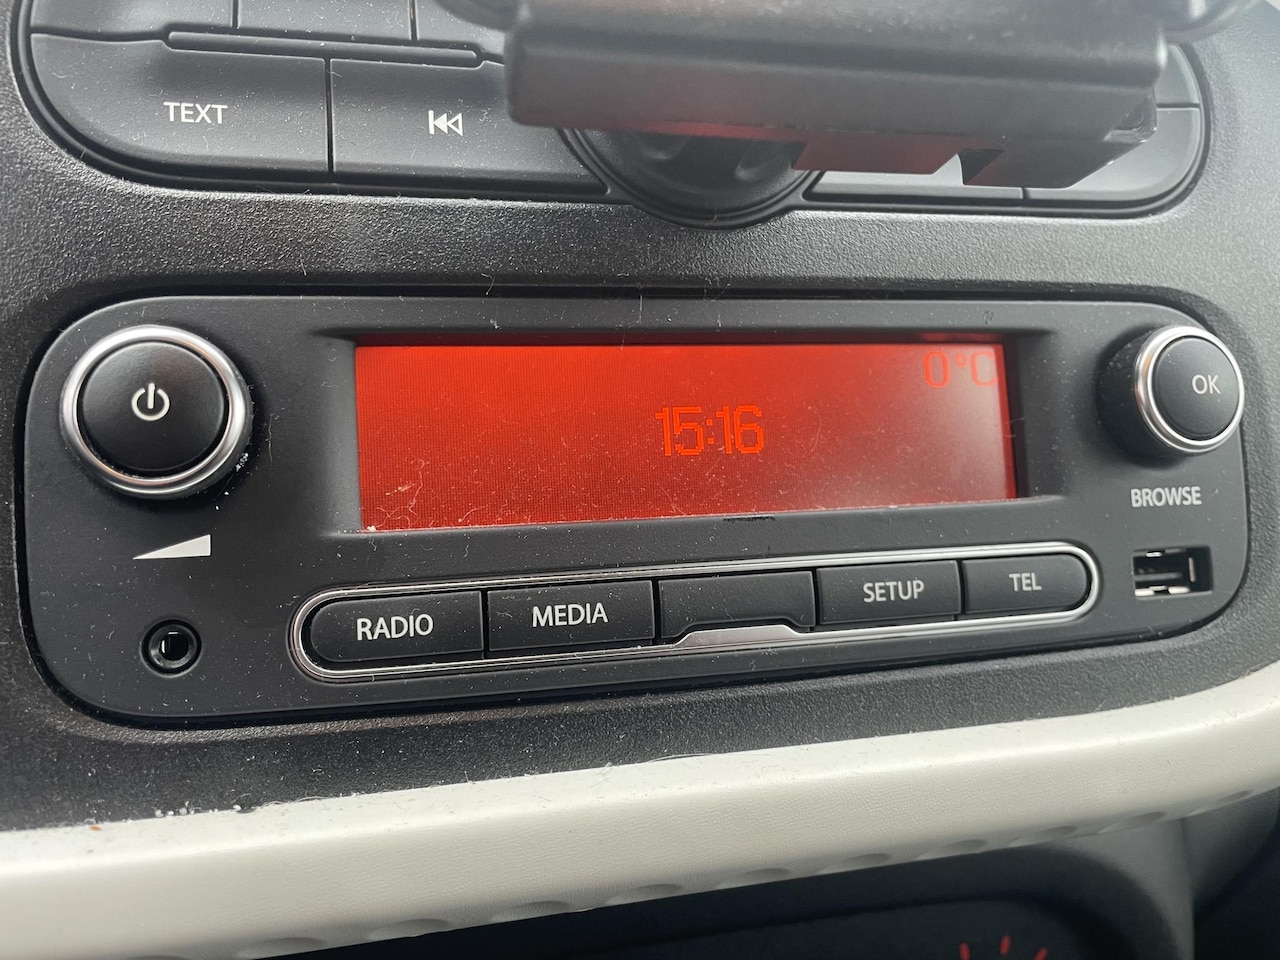 TEXT
0°C
15:16
OK
BROWSE
RADIO
MEDIA
SETUP
TEL